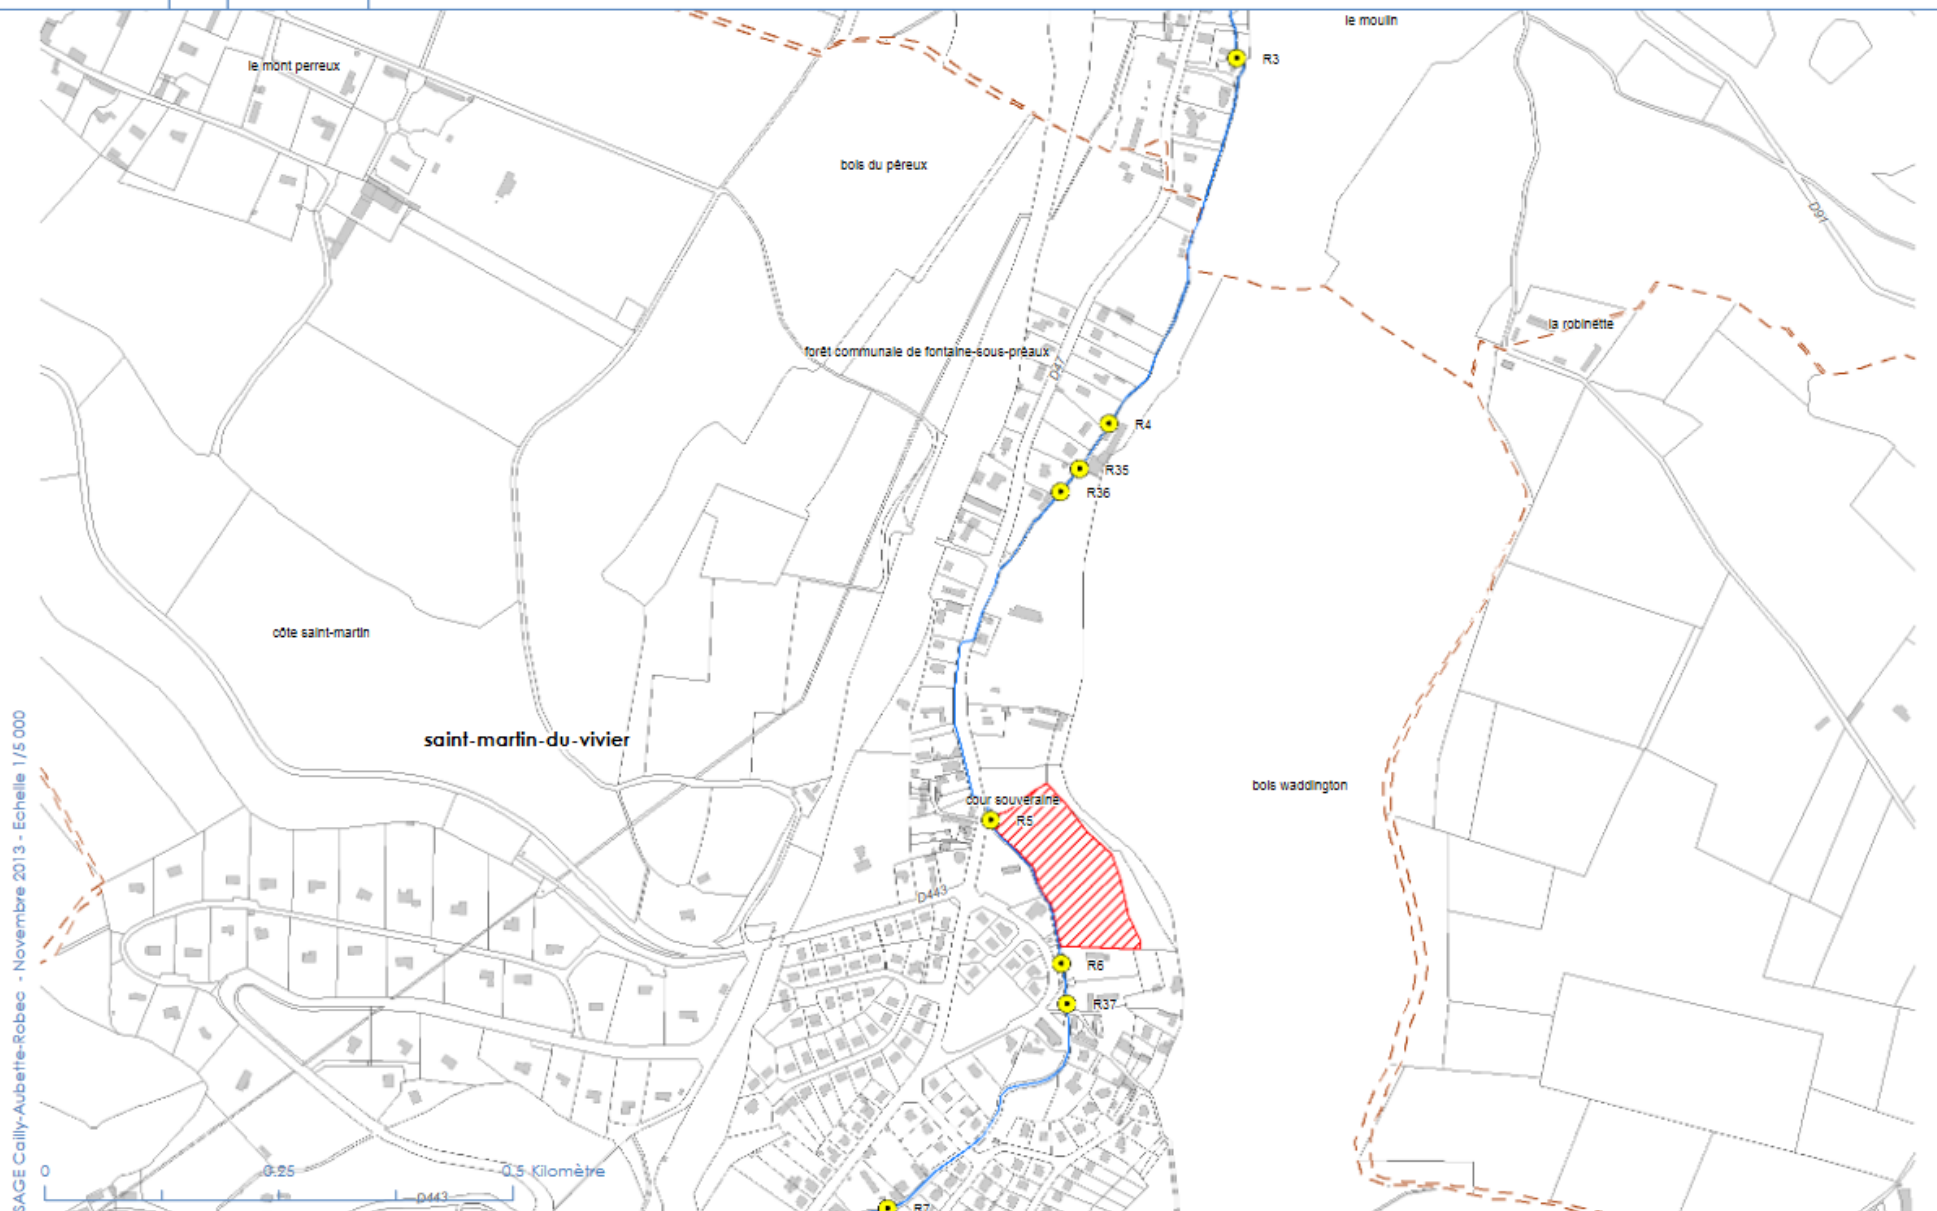 le moulin
R3
le mont perreux
bois du péreux
D91
la robinette
forêt communale de fontaine-sous-préaux
D47
R4
R35
R36
côte saint-martin
saint-martin-du-vivier
bois waddington
cour souveraine
R5
D443
R6
R37
0
0.25
0.5 Kilomètre
D443
R7
SAGE Cailly-Aubette-Robec - Novembre 2013 - Echelle 1/5 000